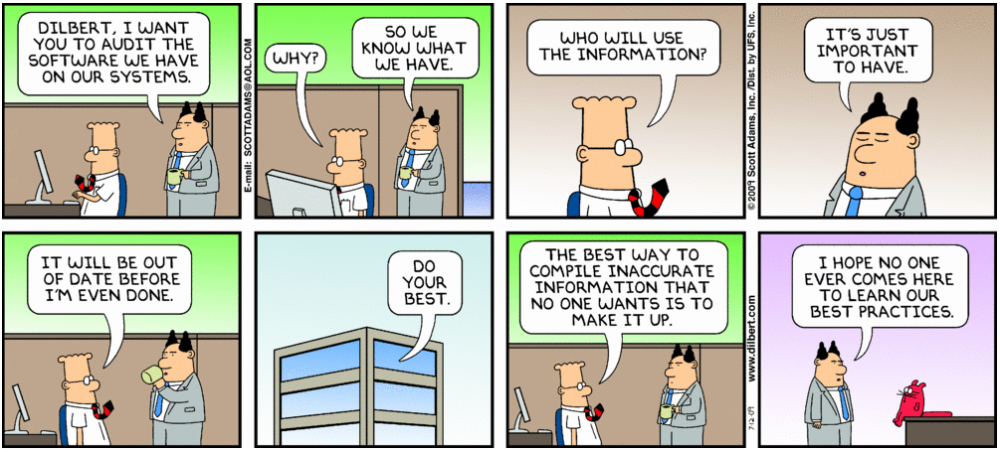 DILBERT, I WANT
YOU TO AUDIT THE
SOFTWARE WE HAVE
ON OUR SYSTEMS.
E-mail: SCOTTADAMS@AOL.COM
WHY?
SO WE
KNOW WHAT
WE HAVE.
WHO WILL USE
THE INFORMATION?
©2009 Scott Adams, Inc./Dist. by UFS, Inc.
IT'S JUST
IMPORTANT
TO HAVE.
IT WILL BE OUT
OF DATE BEFORE
I'M EVEN DONE.
DO
YOUR
BEST.
THE BEST WAY TO
COMPILE INACCURATE
INFORMATION THAT
NO ONE WANTS IS TO
MAKE IT UP.
www.dilbert.com
7-12-09
I HOPE NO ONE
EVER COMES HERE
TO LEARN OUR
BEST PRACTICES.